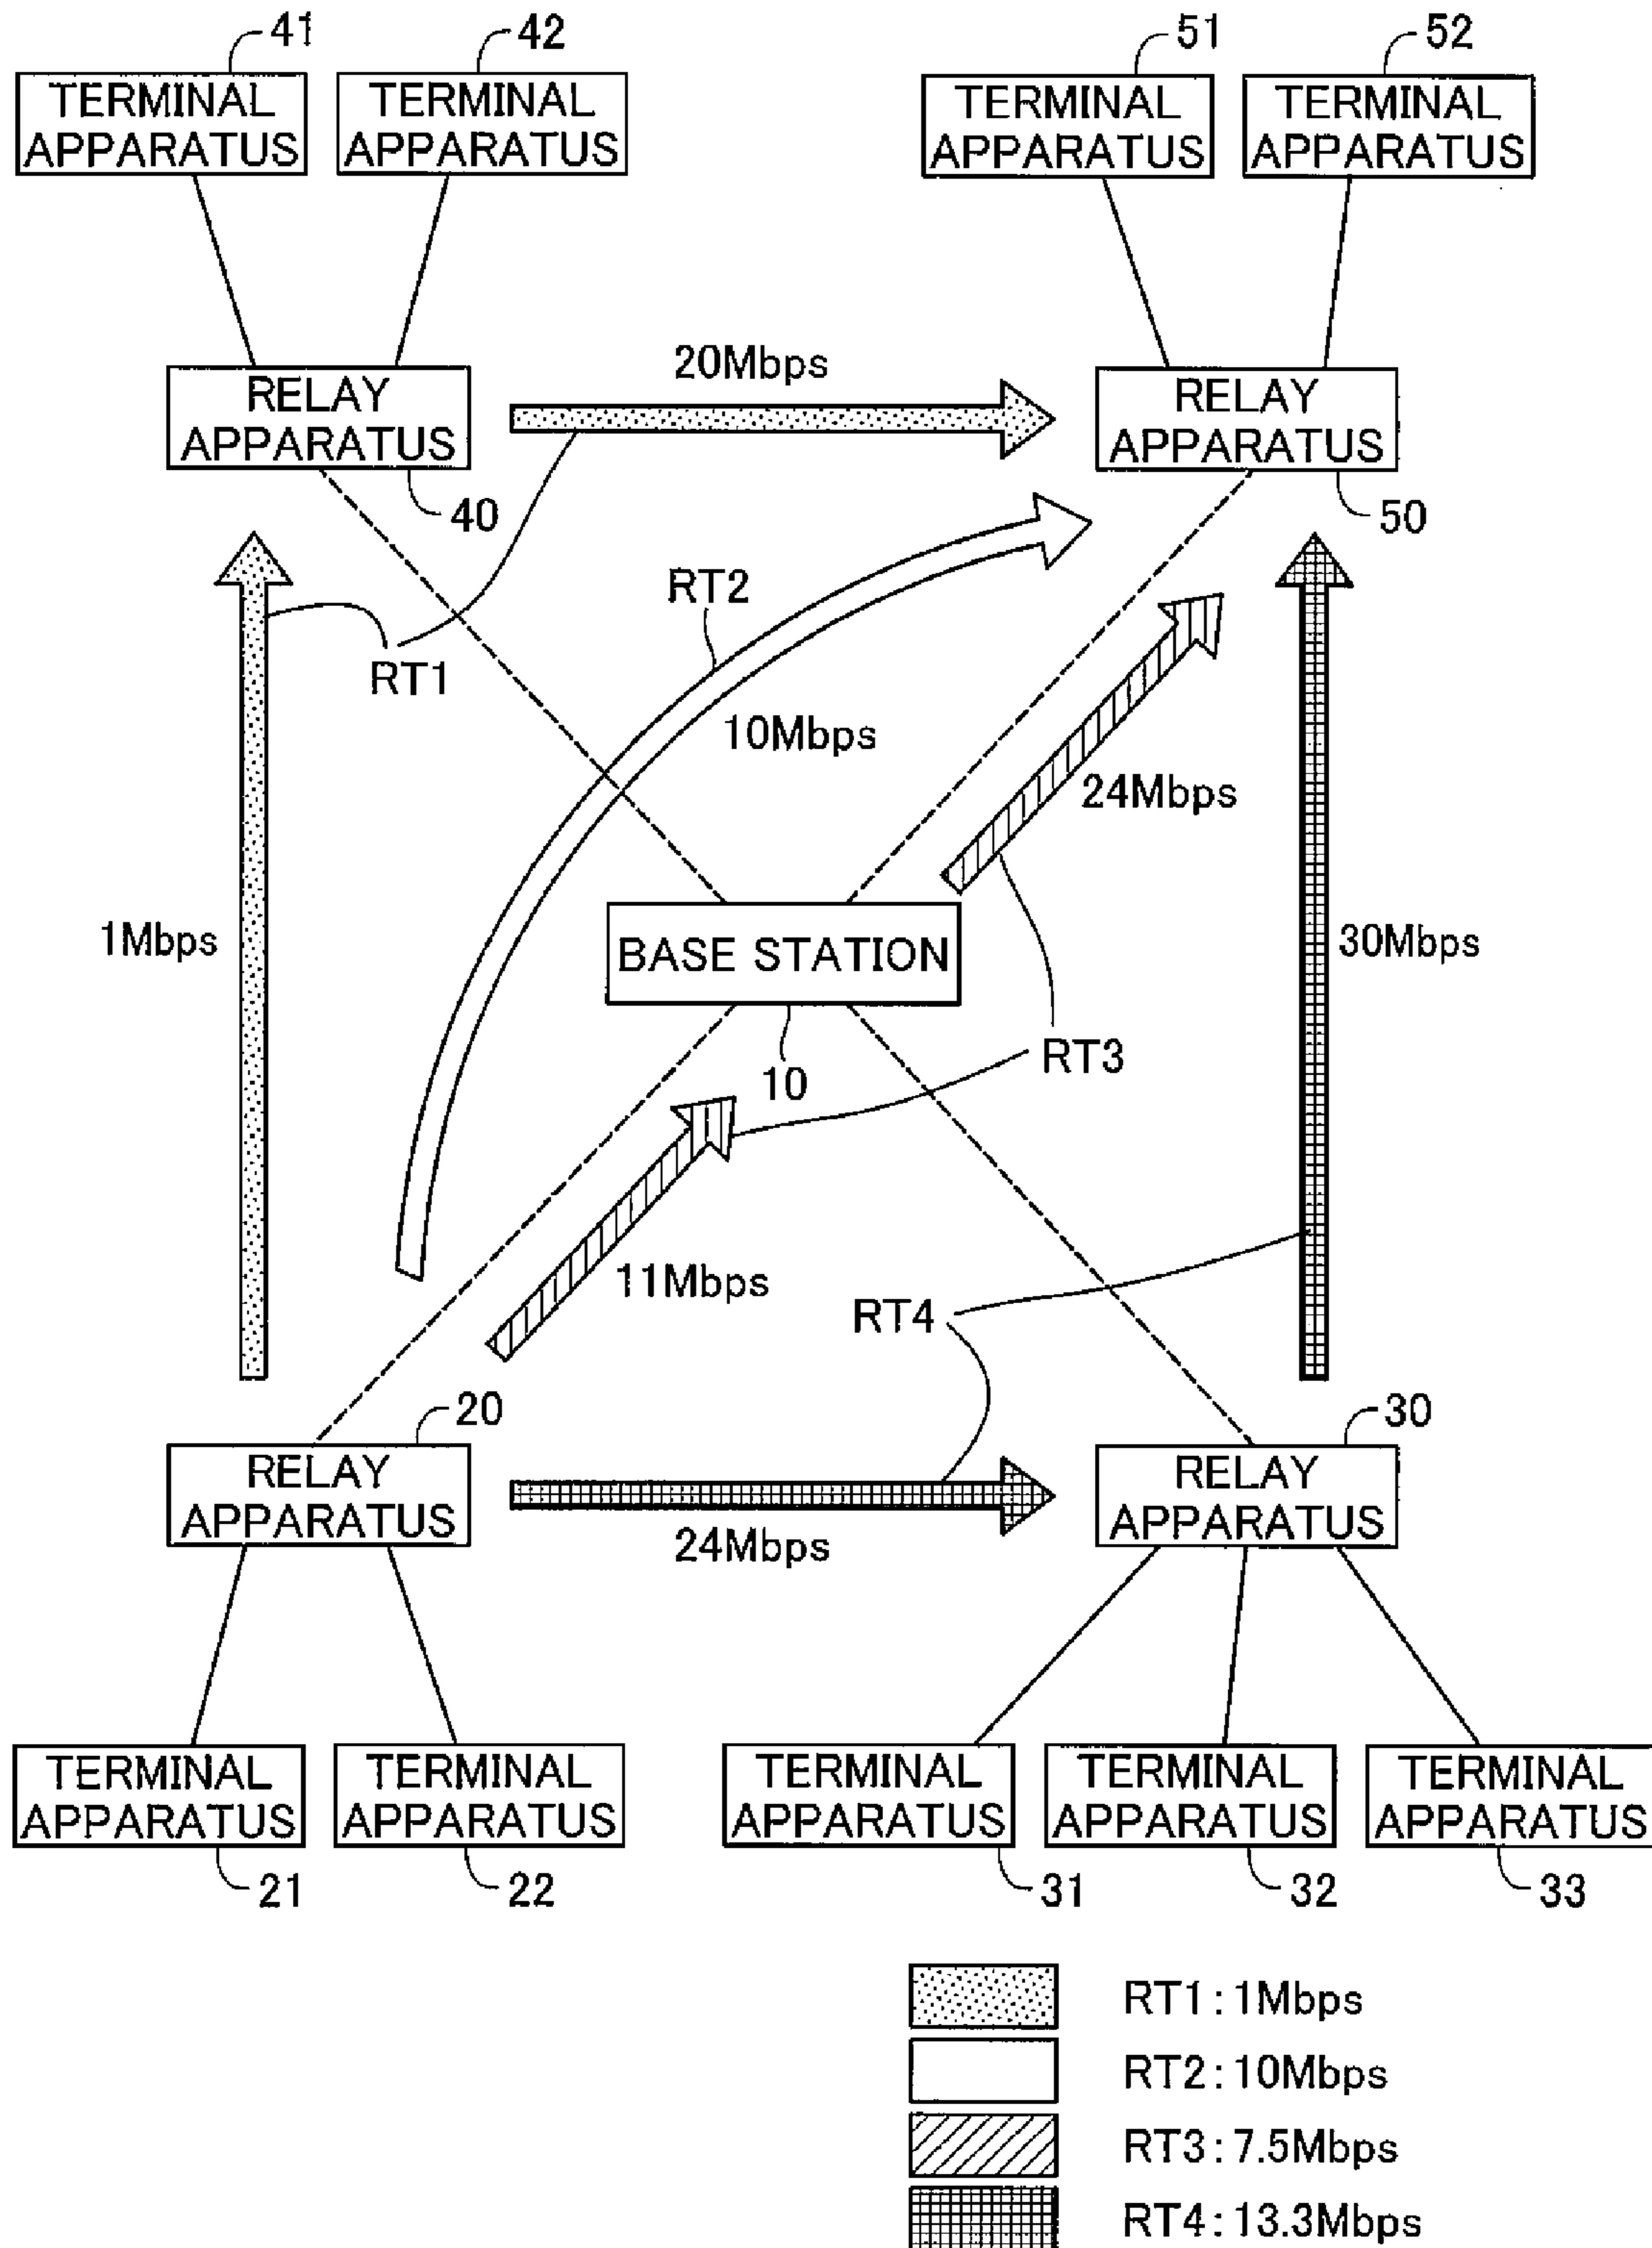 41
42
51
52
TERMINAL
APPARATUS
TERMINAL
APPARATUS
TERMINAL
APPARATUS
TERMINAL
APPARATUS
20Mbps
RELAY
APPARATUS
RELAY
APPARATUS
40
50
RT2
RT1
10Mbps
24Mbps
1Mbps
BASE STATION
30Mbps
10
RT3
11Mbps
RT4
20
30
RELAY
APPARATUS
RELAY
APPARATUS
24Mbps
TERMINAL
APPARATUS
TERMINAL
APPARATUS
TERMINAL
APPARATUS
TERMINAL
APPARATUS
TERMINAL
APPARATUS
21
22
31
32
33
RT1:1Mbps
RT2:10Mbps
RT3:7.5Mbps
RT4:13.3Mbps